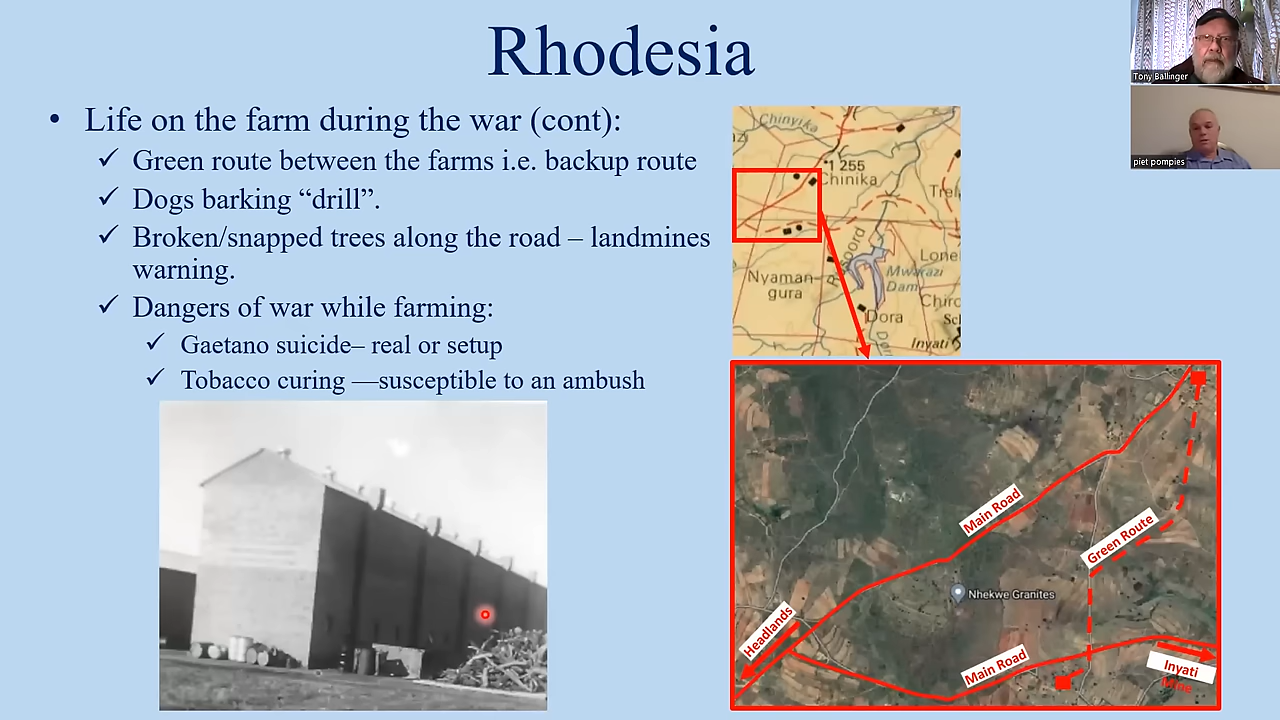 Rhodesia
• Life on the farm during the war (cont):
✓ Green route between the farms i.e. backup route
✓ Dogs barking “drill”.
✓ Broken/snapped trees along the road – landmines
warning.
✓ Dangers of war while farming:
✓ Gaetano suicide– real or setup
✓ Tobacco curing —susceptible to an ambush
Tony Ballinger
piet pompies
Chinyika
1 255
Chinika
Nyaman-
gura
Mwarazi
Dam
Dora
Inyati
Main Road
Green Route
Nhekwe Granites
Headlands
Main Road
Inyati
Mine